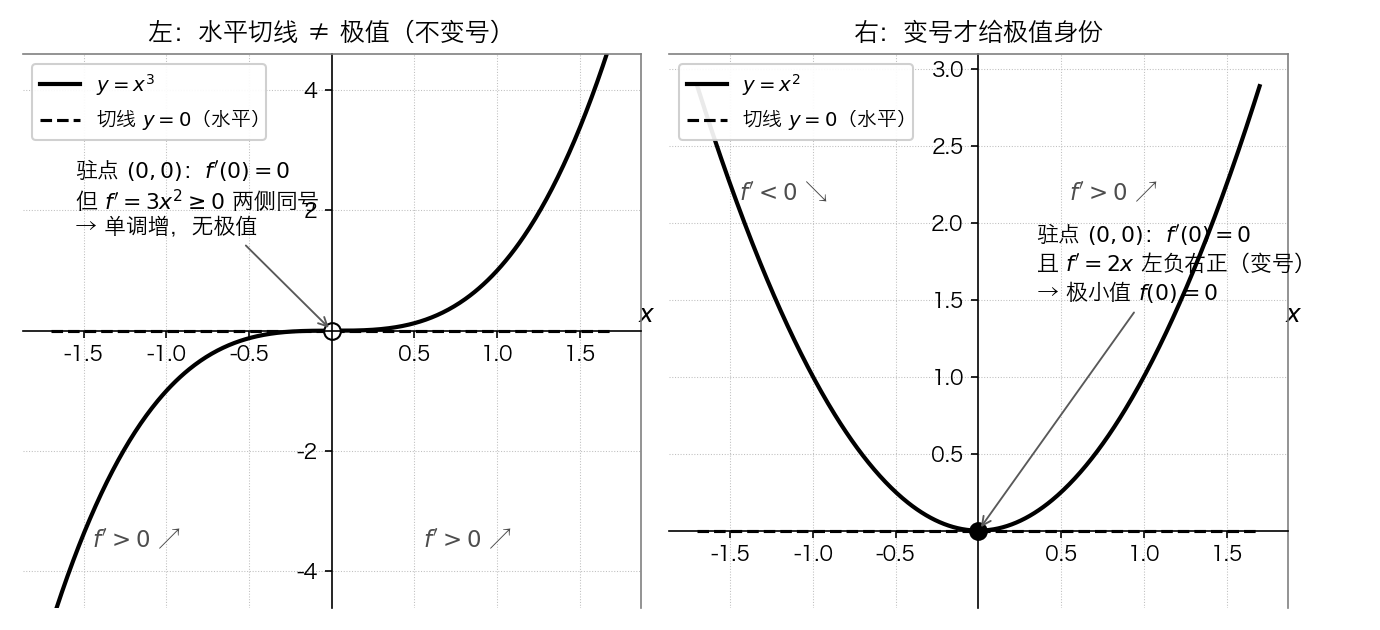 左：水平切线 ≠ 极值（不变号）
y = x³
切线 y = 0（水平）
驻点 (0, 0)：f′(0) = 0
但 f′ = 3x² ≥ 0 两侧同号
→ 单调增，无极值
4
2
-2
-4
-1.5 -1.0 -0.5 0.5 1.0 1.5
x
f′ > 0 ↗
f′ > 0 ↗
右：变号才给极值身份
y = x²
切线 y = 0（水平）
f′ < 0 ↘
f′ > 0 ↗
驻点 (0, 0)：f′(0) = 0
且 f′ = 2x 左负右正（变号）
→ 极小值 f(0) = 0
3.0
2.5
2.0
1.5
1.0
0.5
x
-1.5 -1.0 -0.5 0.5 1.0 1.5